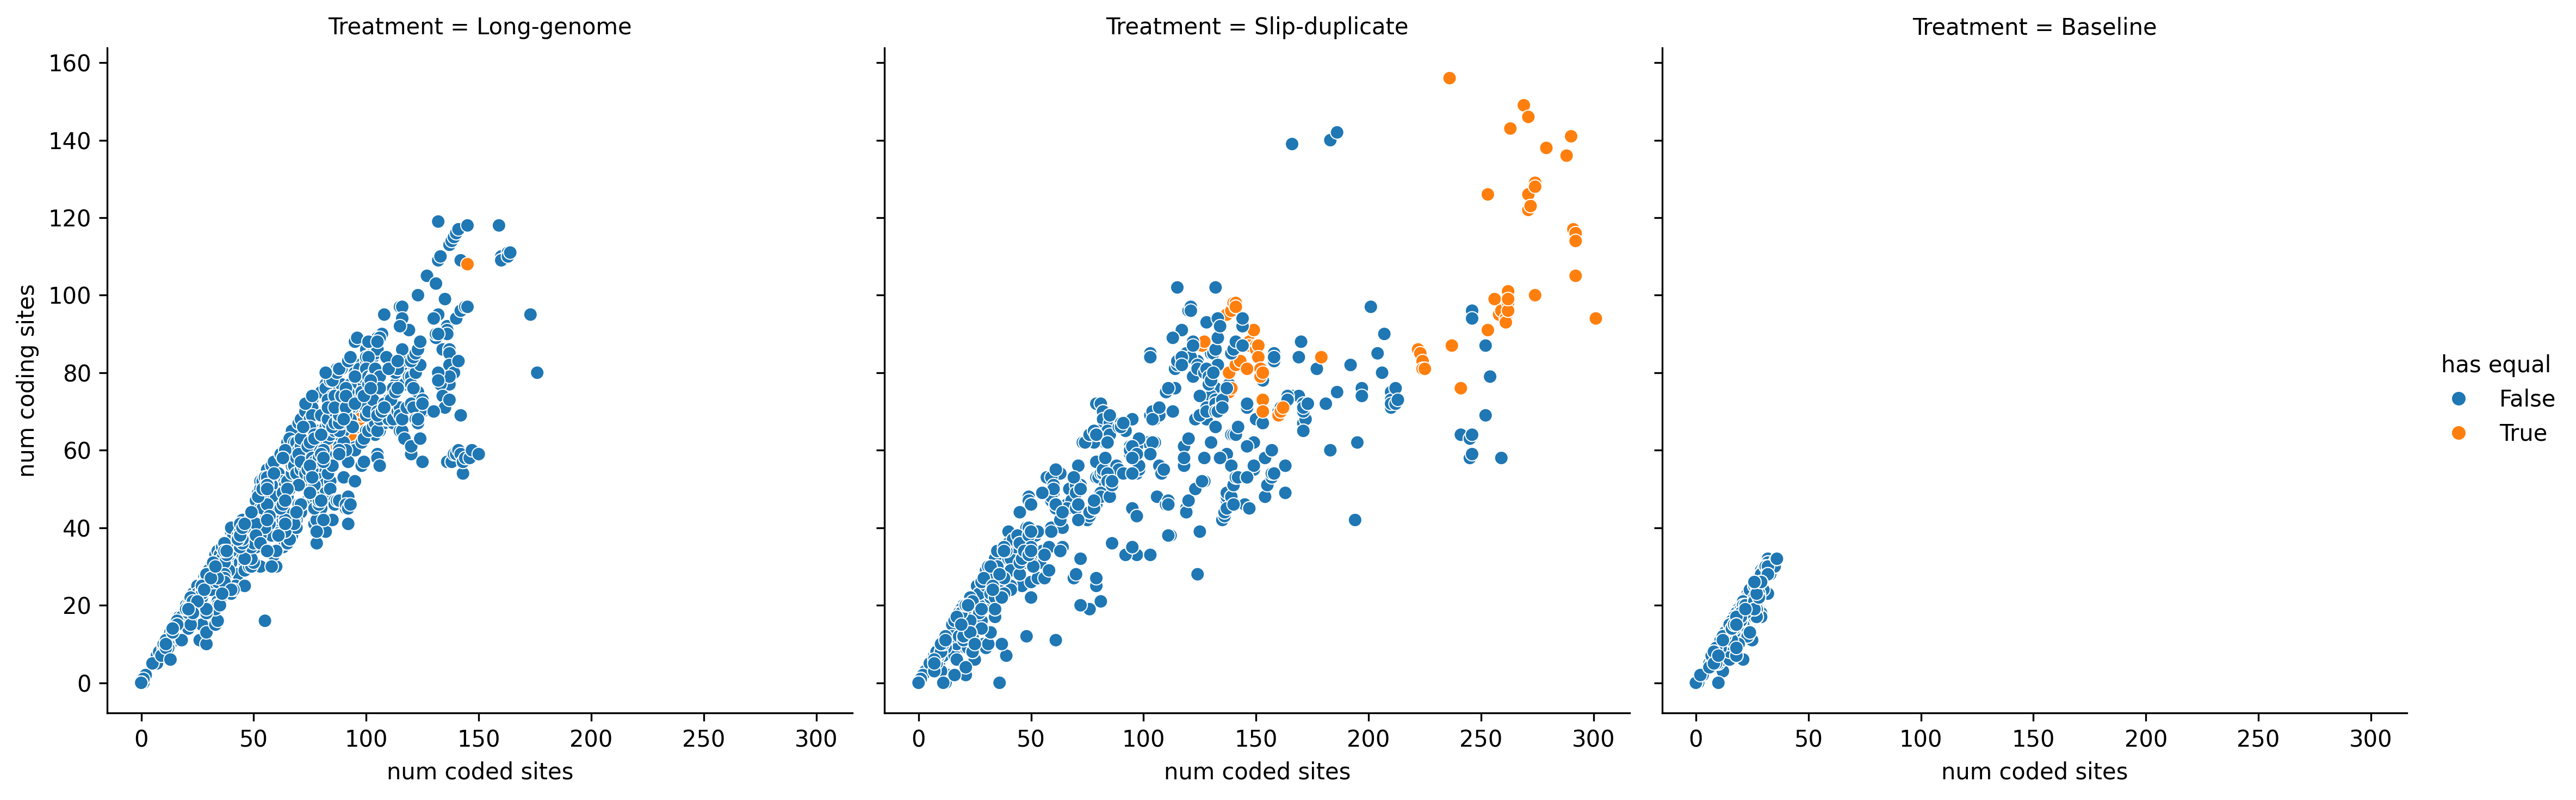 Treatment = Long-genome
Treatment = Slip-duplicate
Treatment = Baseline
num coding sites
160
140
120
100
80
60
40
20
0
0 50 100 150 200 250 300
0 50 100 150 200 250 300
0 50 100 150 200 250 300
num coded sites
num coded sites
num coded sites
has equal
False
True